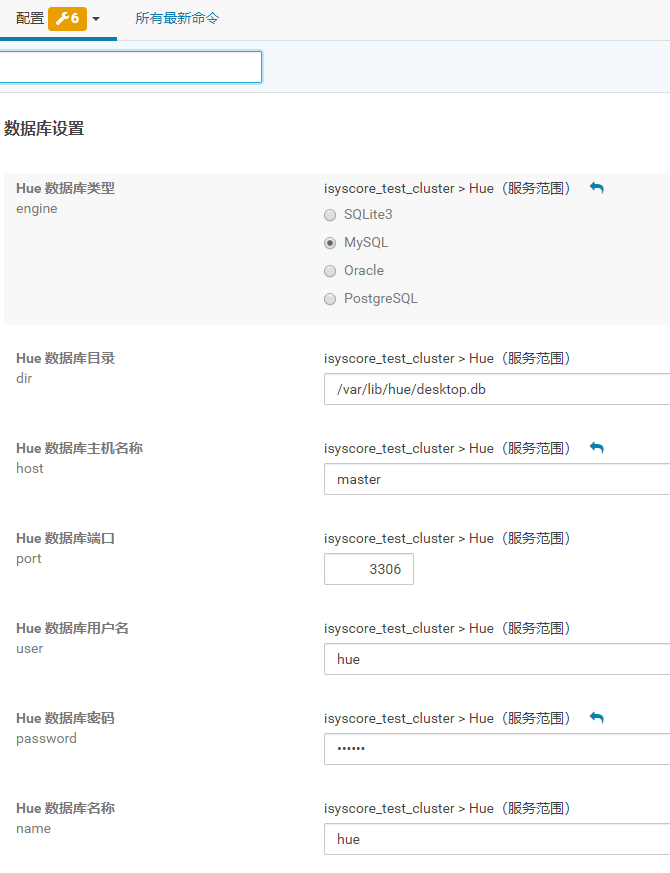 配置 6 所有最新命令
数据库设置
Hue 数据库类型 isyscore_test_cluster > Hue（服务范围）
engine SQLite3
MySQL
Oracle
PostgreSQL
Hue 数据库目录 isyscore_test_cluster > Hue（服务范围）
dir /var/lib/hue/desktop.db
Hue 数据库主机名称 isyscore_test_cluster > Hue（服务范围）
host master
Hue 数据库端口 isyscore_test_cluster > Hue（服务范围）
port 3306
Hue 数据库用户名 isyscore_test_cluster > Hue（服务范围）
user hue
Hue 数据库密码 isyscore_test_cluster > Hue（服务范围）
password ••••••
Hue 数据库名称 isyscore_test_cluster > Hue（服务范围）
name hue